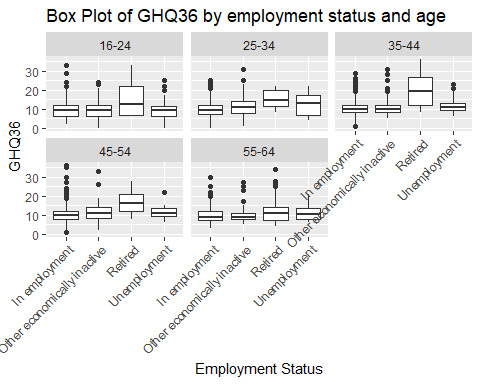 Box Plot of GHQ36 by employment status and age
16-24
25-34
35-44
30
20
10
0
45-54
55-64
30
20
10
0
GHQ36
In employment
Other economically inactive
Retired
Unemployment
In employment
Other economically inactive
Retired
Unemployment
In employment
Other economically inactive
Retired
Unemployment
Employment Status